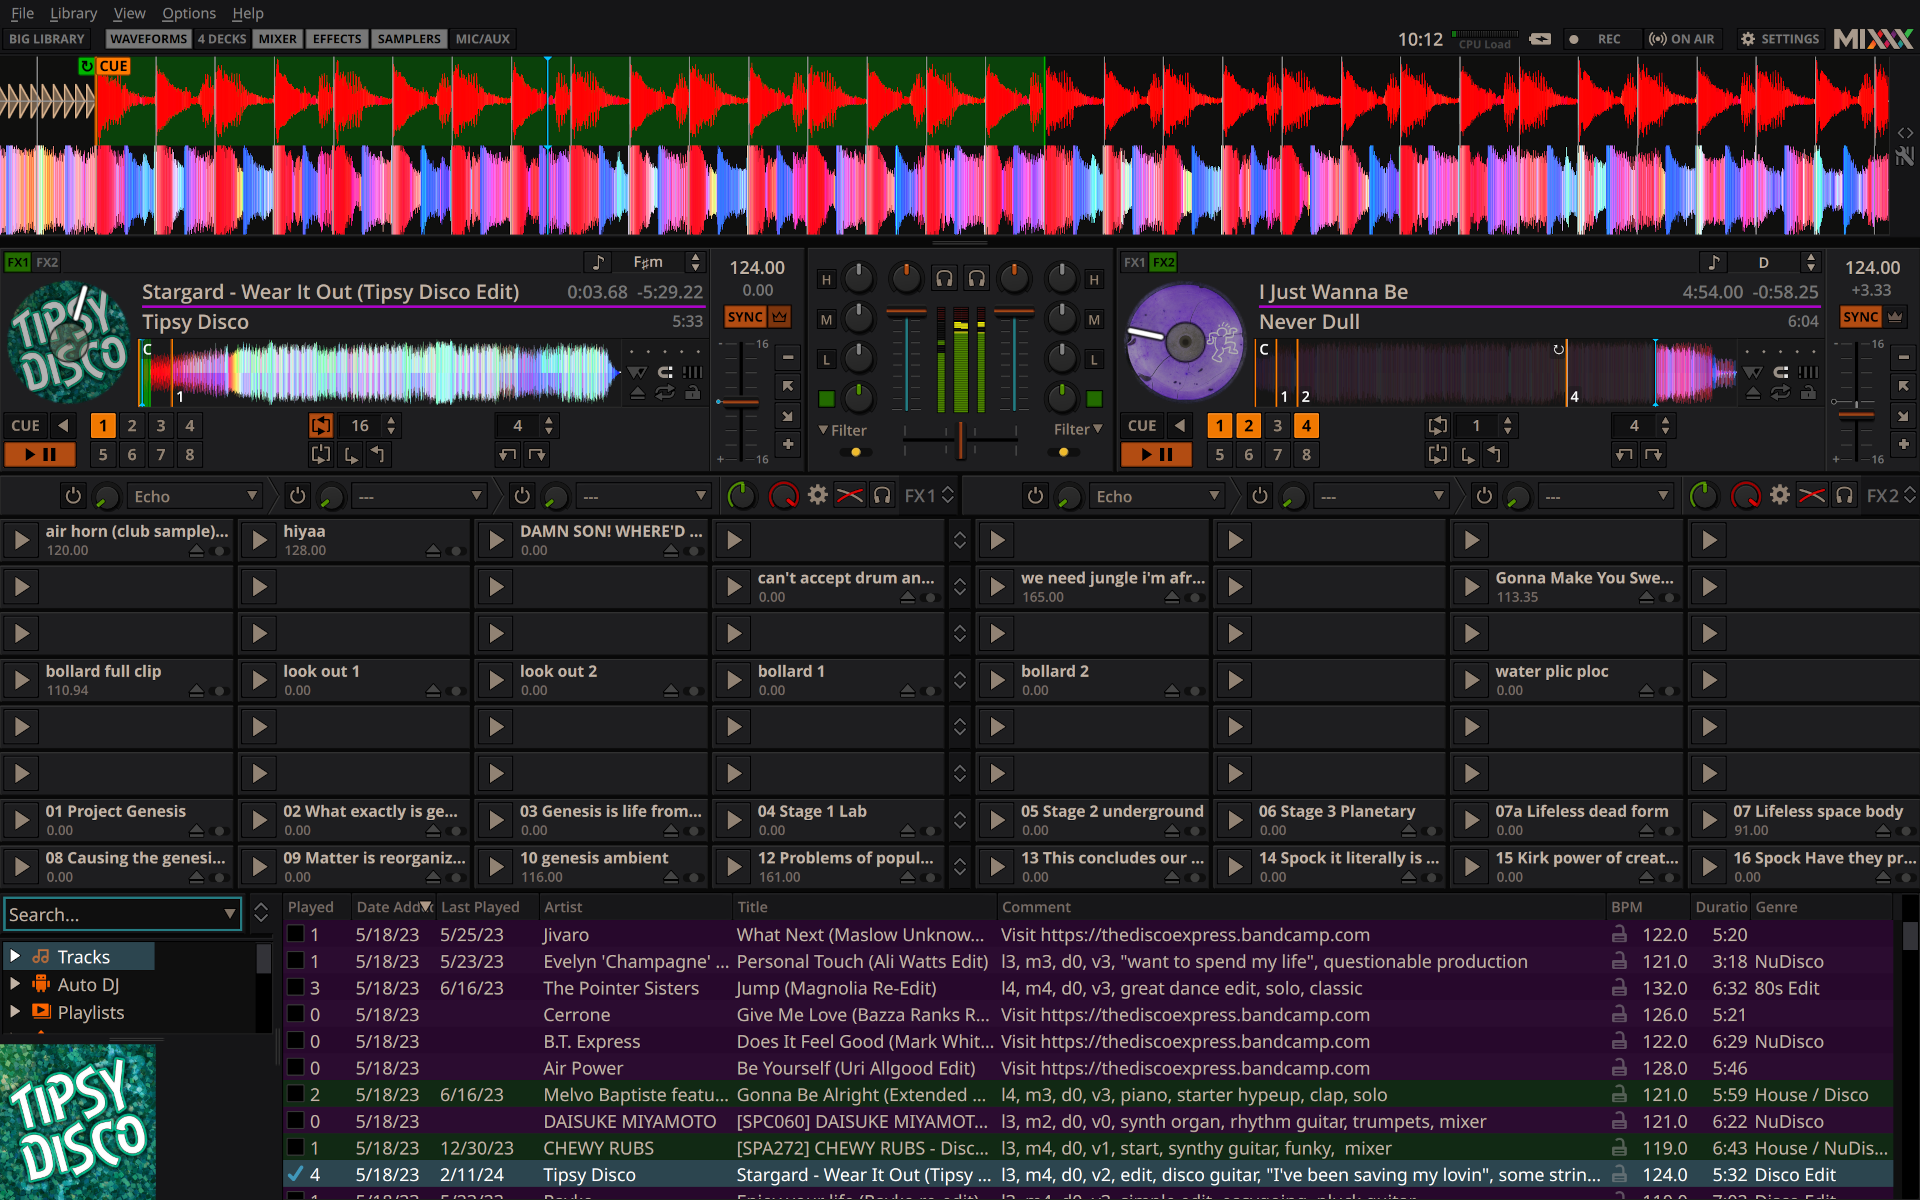 File Library View Options Help
BIG LIBRARY WAVEFORMS 4 DECKS MIXER EFFECTS SAMPLERS MIC/AUX 10:12 CPU Load REC ON AIR SETTINGS MIXXX
CUE
FX1 FX2 F♯m 124.00 0.00
Stargard - Wear It Out (Tipsy Disco Edit) 0:03.68 -5:29.22
Tipsy Disco 5:33
TIPSY DISCO
C 1
SYNC
16
16
CUE 1 2 3 4 16 4
5 6 7 8
H H
M M
L L
Filter Filter
FX1 FX2 D 124.00 +3.33
I Just Wanna Be 4:54.00 -0:58.25
Never Dull 6:04
C 1 2 4
SYNC
16
16
CUE 1 2 3 4 1 4
5 6 7 8
Echo --- --- FX1 Echo --- --- FX2
air horn (club sample)... hiyaa DAMN SON! WHERE'D ...
120.00 128.00 0.00
can't accept drum an... we need jungle i'm afr... Gonna Make You Swe...
0.00 165.00 113.35
bollard full clip look out 1 look out 2 bollard 1 bollard 2 water plic ploc
110.94 0.00 0.00 0.00 0.00 0.00
01 Project Genesis 02 What exactly is ge... 03 Genesis is life from... 04 Stage 1 Lab 05 Stage 2 underground 06 Stage 3 Planetary 07a Lifeless dead form 07 Lifeless space body
0.00 0.00 0.00 0.00 0.00 0.00 0.00 91.00
08 Causing the genesi... 09 Matter is reorganiz... 10 genesis ambient 12 Problems of popul... 13 This concludes our ... 14 Spock it literally is ... 15 Kirk power of creat... 16 Spock Have they pr...
0.00 0.00 116.00 161.00 0.00 0.00 0.00 0.00
Search...
Tracks
Auto DJ
Playlists
TIPSY DISCO
Played Date Add Last Played Artist Title Comment BPM Duratio Genre
1 5/18/23 5/25/23 Jivaro What Next (Maslow Unknow... Visit https://thediscoexpress.bandcamp.com 122.0 5:20
1 5/18/23 5/23/23 Evelyn 'Champagne' ... Personal Touch (Ali Watts Edit) l3, m3, d0, v3, "want to spend my life", questionable production 121.0 3:18 NuDisco
3 5/18/23 6/16/23 The Pointer Sisters Jump (Magnolia Re-Edit) l4, m4, d0, v3, great dance edit, solo, classic 132.0 6:32 80s Edit
0 5/18/23 Cerrone Give Me Love (Bazza Ranks R... Visit https://thediscoexpress.bandcamp.com 126.0 5:21
0 5/18/23 B.T. Express Does It Feel Good (Mark Whit... Visit https://thediscoexpress.bandcamp.com 122.0 6:29 NuDisco
0 5/18/23 Air Power Be Yourself (Uri Allgood Edit) Visit https://thediscoexpress.bandcamp.com 128.0 5:46
2 5/18/23 6/16/23 Melvo Baptiste featu... Gonna Be Alright (Extended ... l4, m3, d0, v3, piano, starter hypeup, clap, solo 121.0 5:59 House / Disco
0 5/18/23 DAISUKE MIYAMOTO [SPC060] DAISUKE MIYAMOT... l3, m2, d0, v0, synth organ, rhythm guitar, trumpets, mixer 121.0 6:22 NuDisco
1 5/18/23 12/30/23 CHEWY RUBS [SPA272] CHEWY RUBS - Disc... l3, m4, d0, v1, start, synthy guitar, funky, mixer 119.0 6:43 House / NuDis...
4 5/18/23 2/11/24 Tipsy Disco Stargard - Wear It Out (Tipsy ... l3, m4, d0, v2, edit, disco guitar, "I've been saving my lovin", some strin... 124.0 5:32 Disco Edit